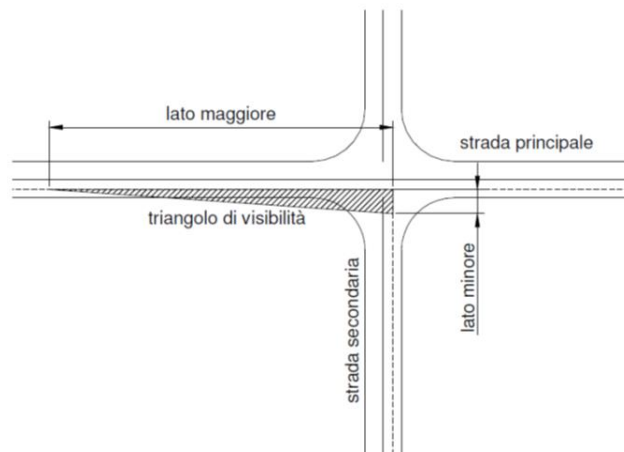 lato maggiore
strada principale
triangolo di visibilità
strada secondaria
lato minore